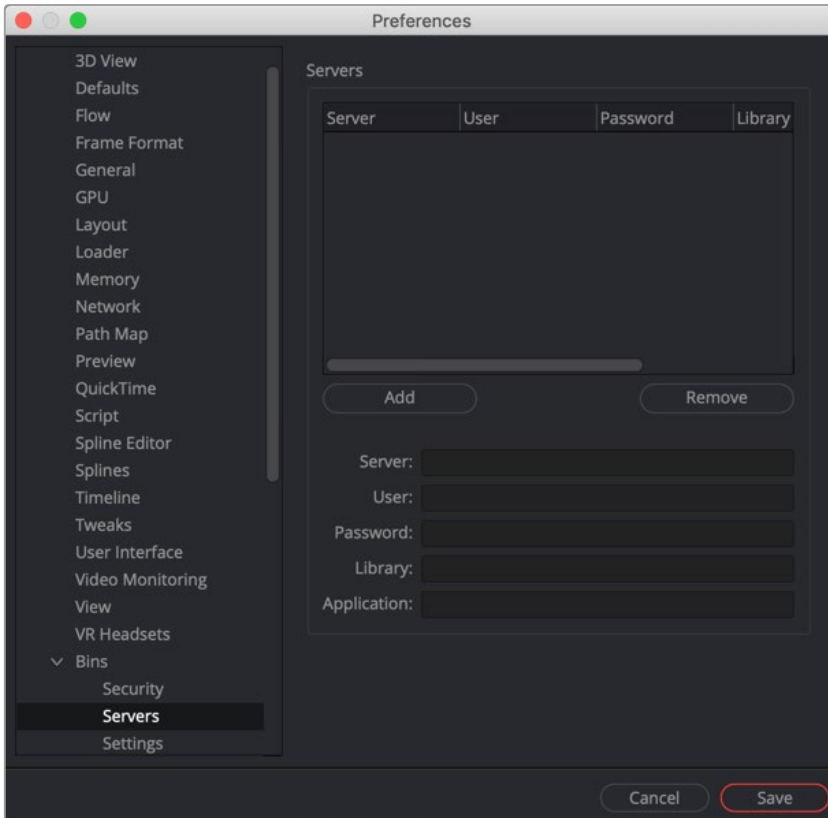 Preferences
3D View
Defaults
Flow
Frame Format
General
GPU
Layout
Loader
Memory
Network
Path Map
Preview
QuickTime
Script
Spline Editor
Splines
Timeline
Tweaks
User Interface
Video Monitoring
View
VR Headsets
Bins
Security
Servers
Settings
Servers
Server User Password Library
Add Remove
Server:
User:
Password:
Library:
Application:
Cancel Save